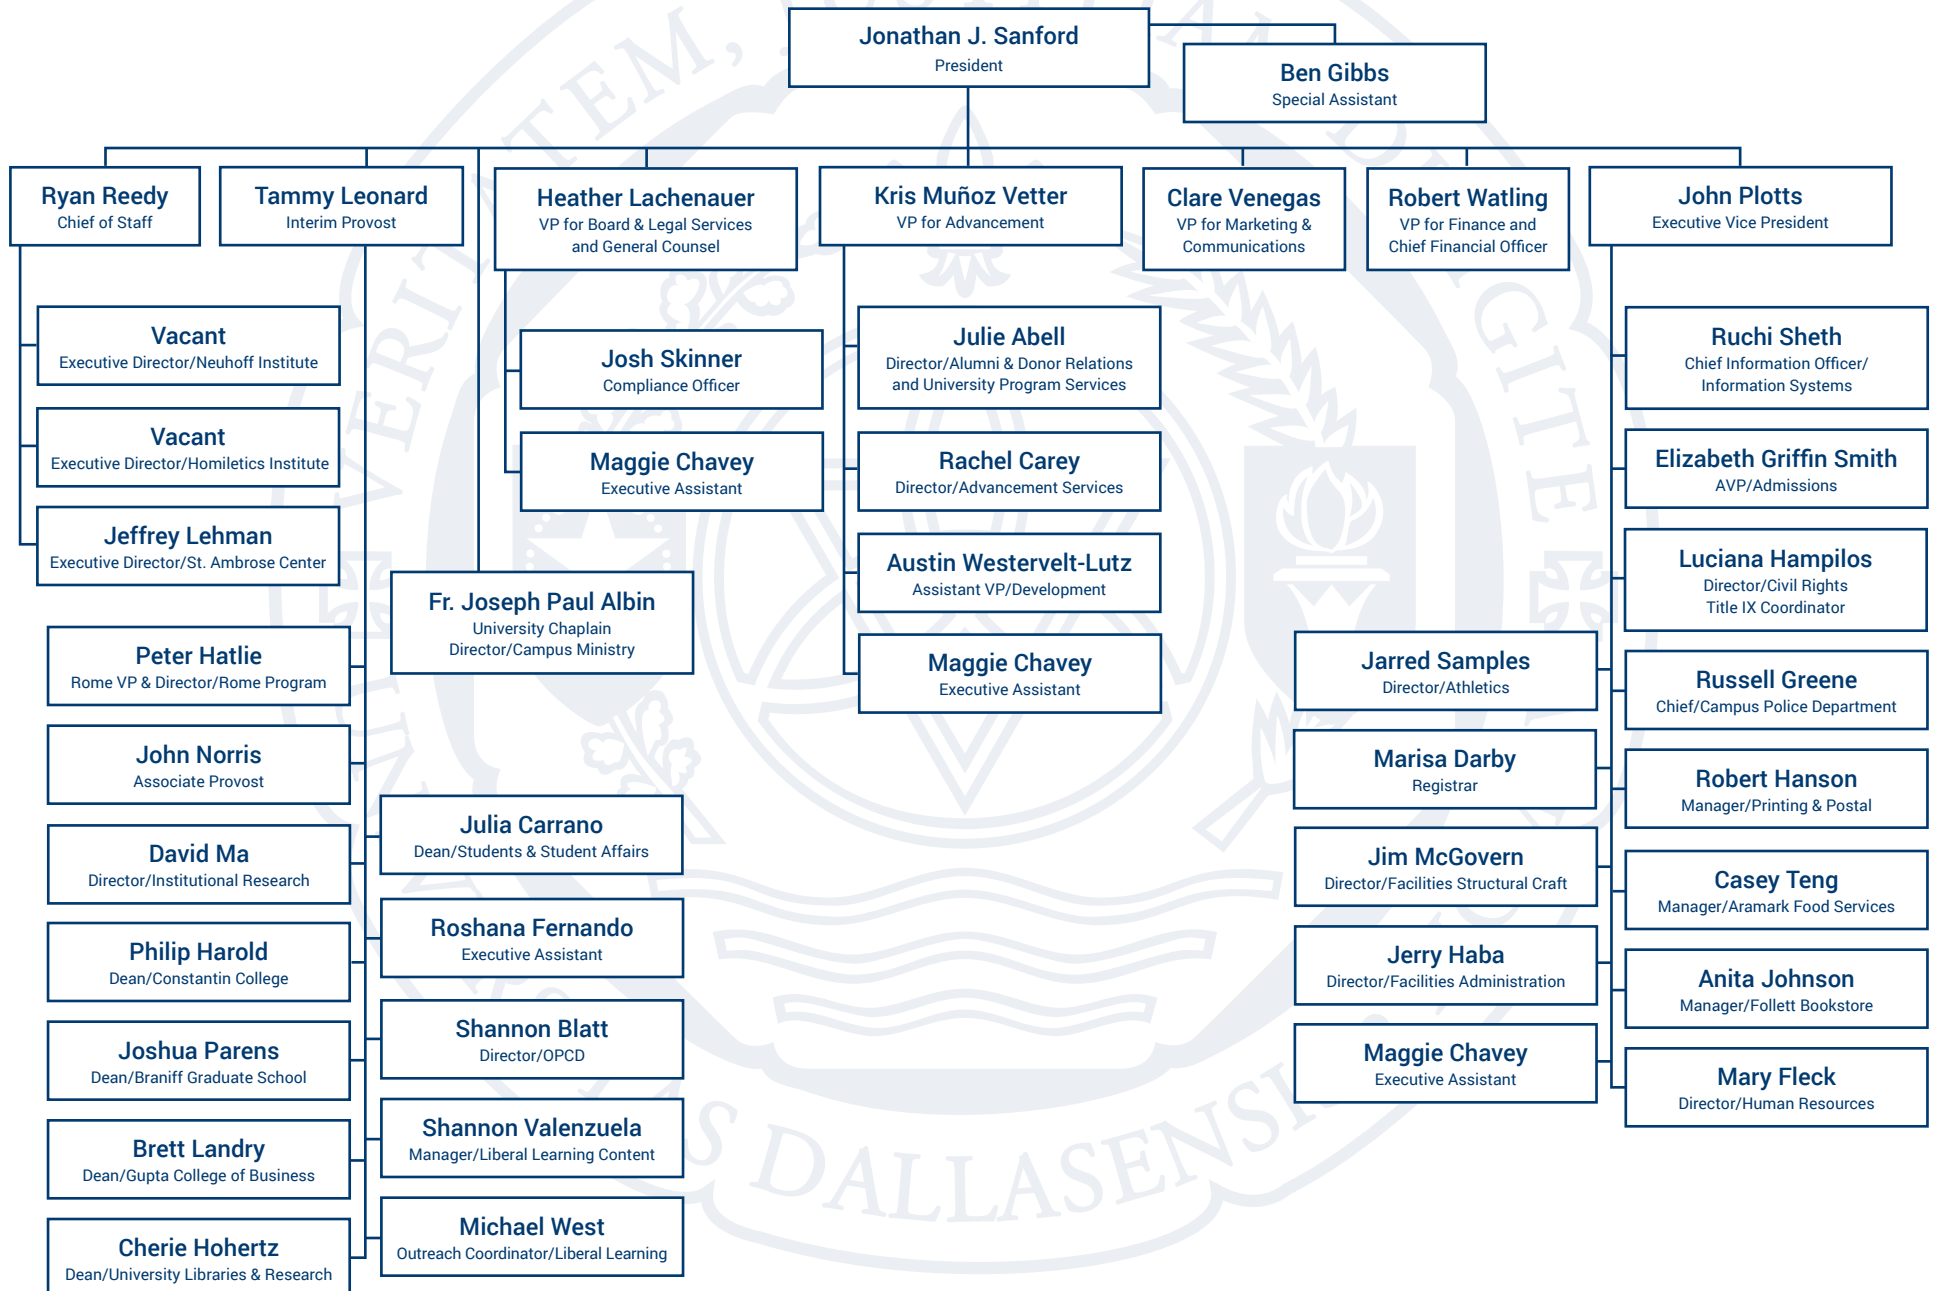 Jonathan J. Sanford
President
Ben Gibbs
Special Assistant
Ryan Reedy
Chief of Staff
Tammy Leonard
Interim Provost
Heather Lachenauer
VP for Board & Legal Services
and General Counsel
Kris Muñoz Vetter
VP for Advancement
Clare Venegas
VP for Marketing &
Communications
Robert Watling
VP for Finance and
Chief Financial Officer
John Plotts
Executive Vice President
Vacant
Executive Director/Neuhoff Institute
Vacant
Executive Director/Homiletics Institute
Jeffrey Lehman
Executive Director/St. Ambrose Center
Peter Hatlie
Rome VP & Director/Rome Program
John Norris
Associate Provost
David Ma
Director/Institutional Research
Philip Harold
Dean/Constantin College
Joshua Parens
Dean/Braniff Graduate School
Brett Landry
Dean/Gupta College of Business
Cherie Hohertz
Dean/University Libraries & Research
Julia Carrano
Dean/Students & Student Affairs
Roshana Fernando
Executive Assistant
Shannon Blatt
Director/OPCD
Shannon Valenzuela
Manager/Liberal Learning Content
Michael West
Outreach Coordinator/Liberal Learning
Fr. Joseph Paul Albin
University Chaplain
Director/Campus Ministry
Josh Skinner
Compliance Officer
Maggie Chavey
Executive Assistant
Julie Abell
Director/Alumni & Donor Relations
and University Program Services
Rachel Carey
Director/Advancement Services
Austin Westervelt-Lutz
Assistant VP/Development
Maggie Chavey
Executive Assistant
Jarred Samples
Director/Athletics
Marisa Darby
Registrar
Jim McGovern
Director/Facilities Structural Craft
Jerry Haba
Director/Facilities Administration
Maggie Chavey
Executive Assistant
Ruchi Sheth
Chief Information Officer/
Information Systems
Elizabeth Griffin Smith
AVP/Admissions
Luciana Hampilos
Director/Civil Rights
Title IX Coordinator
Russell Greene
Chief/Campus Police Department
Robert Hanson
Manager/Printing & Postal
Casey Teng
Manager/Aramark Food Services
Anita Johnson
Manager/Follett Bookstore
Mary Fleck
Director/Human Resources
DALLASENSIS